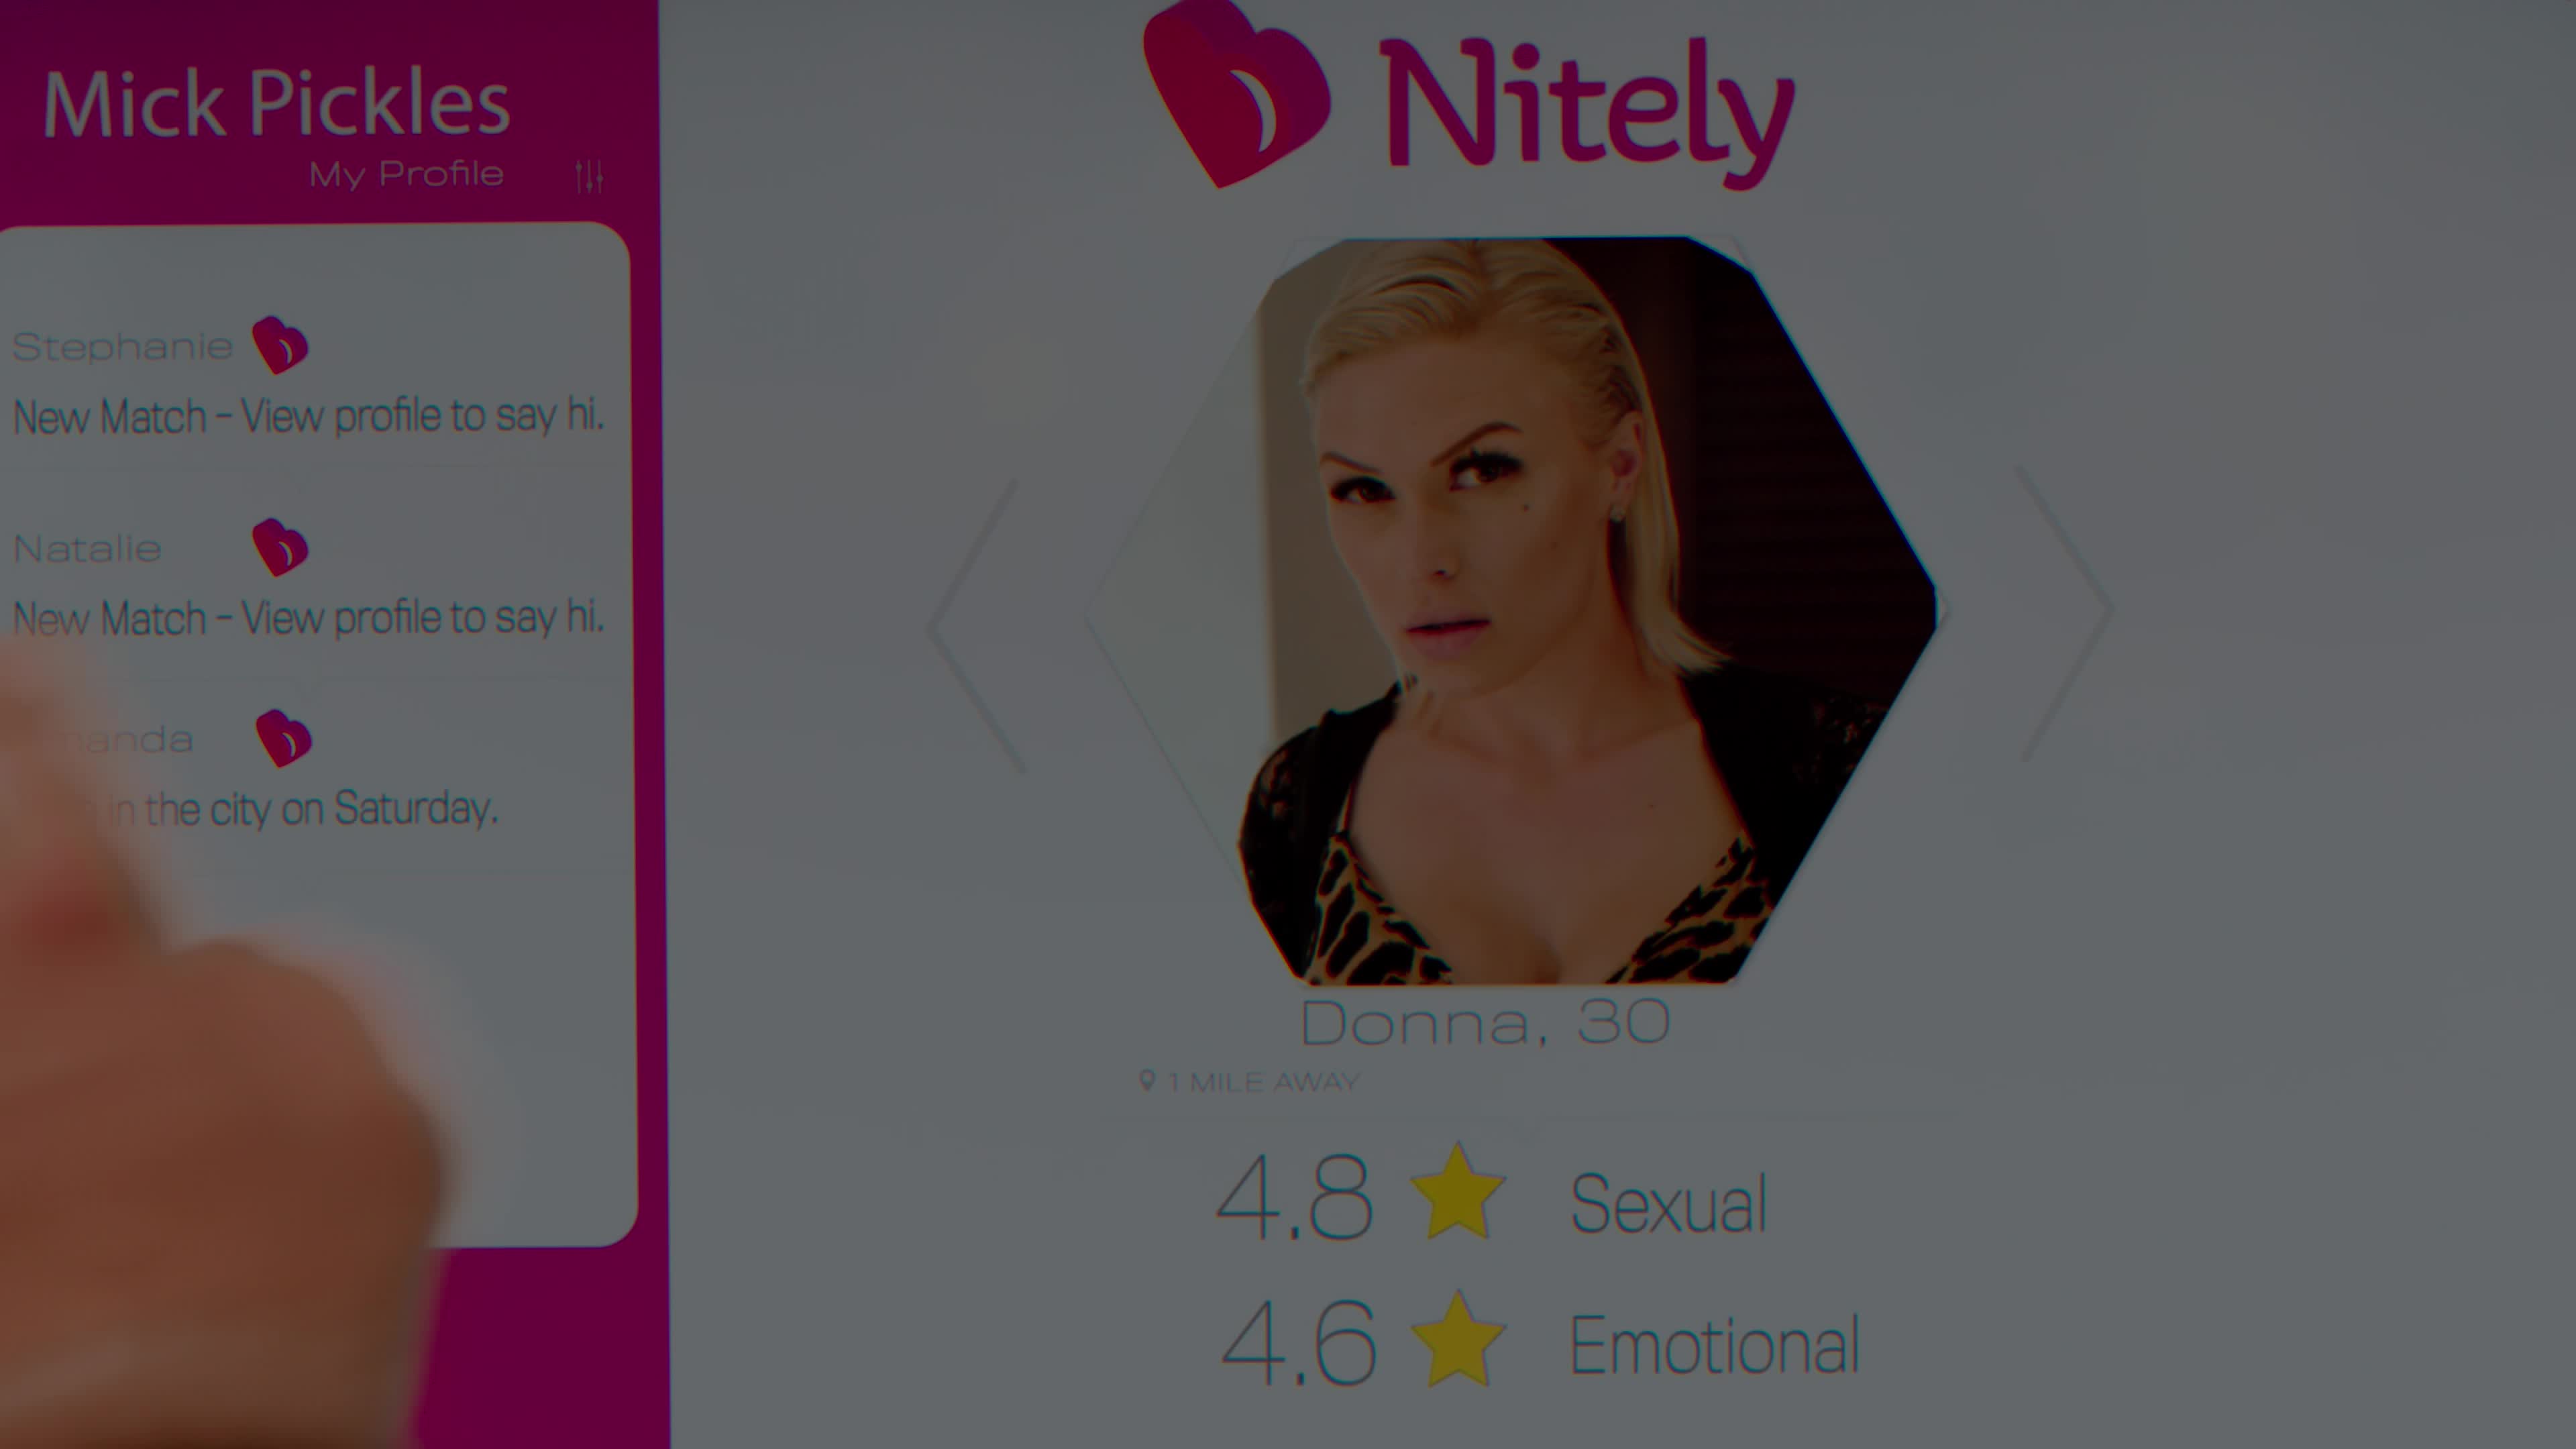 Mick Pickles
My Profile
Stephanie
New Match - View profile to say hi.
Natalie
New Match - View profile to say hi.
in the city on Saturday.
Nitely
Donna, 30
1 MILE AWAY
4.8 Sexual
4.6 Emotional